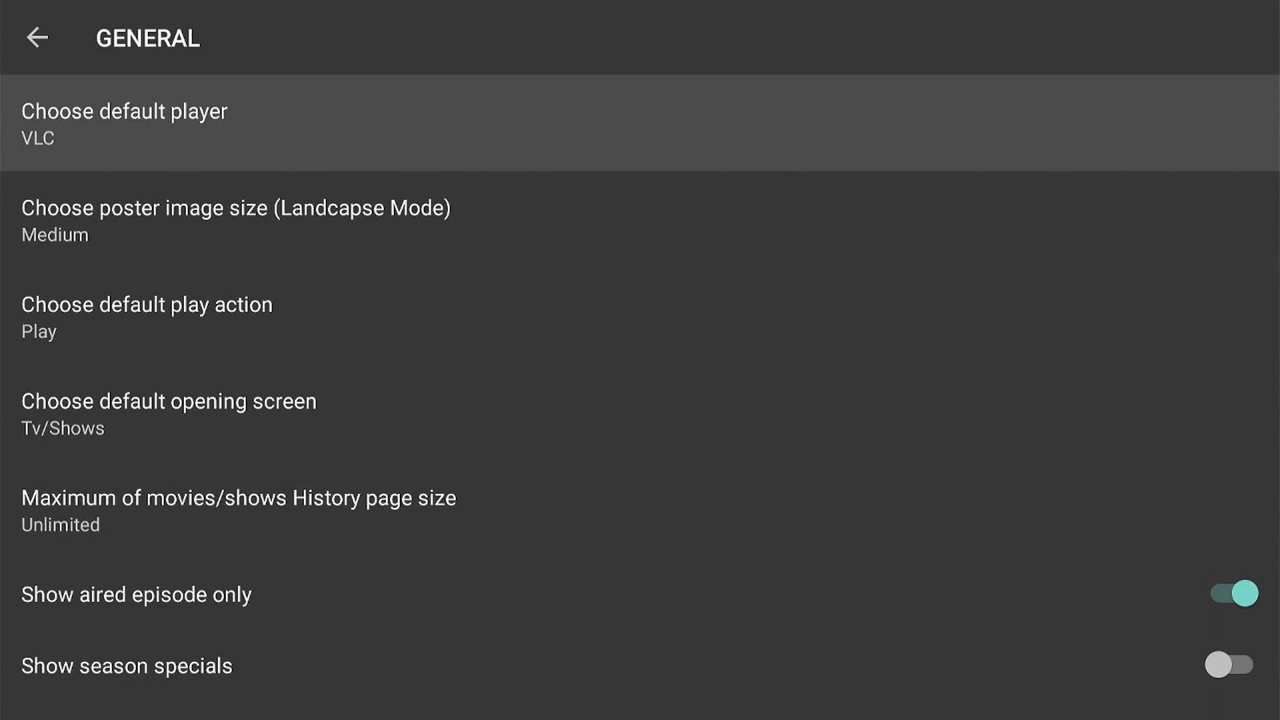 GENERAL
Choose default player
VLC
Choose poster image size (Landcapse Mode)
Medium
Choose default play action
Play
Choose default opening screen
Tv/Shows
Maximum of movies/shows History page size
Unlimited
Show aired episode only
Show season specials